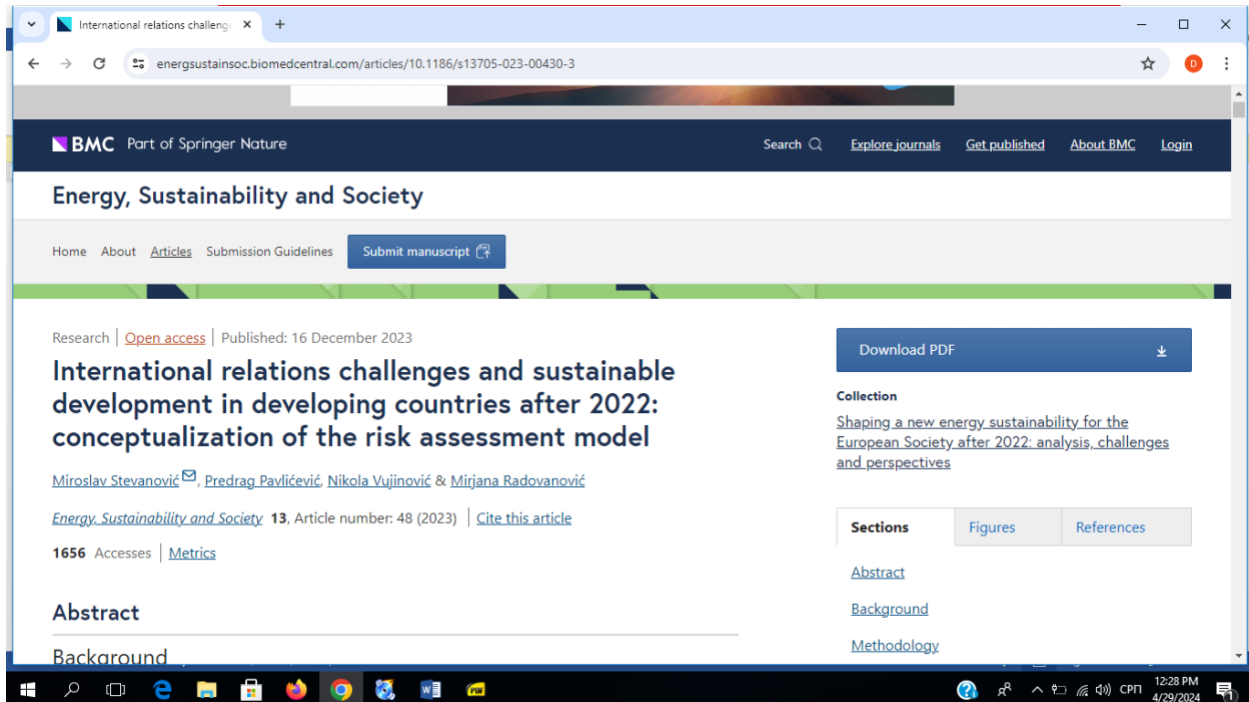 International relations challeng
energsustainsoc.biomedcentral.com/articles/10.1186/s13705-023-00430-3
D
BMC Part of Springer Nature
Search Explore journals Get published About BMC Login
Energy, Sustainability and Society
Home About Articles Submission Guidelines Submit manuscript
Research | Open access | Published: 16 December 2023
International relations challenges and sustainable
development in developing countries after 2022:
conceptualization of the risk assessment model
Miroslav Stevanović, Predrag Pavlićević, Nikola Vujinović & Mirjana Radovanović
Energy, Sustainability and Society 13, Article number: 48 (2023) | Cite this article
1656 Accesses | Metrics
Abstract
Background
Download PDF
Collection
Shaping a new energy sustainability for the
European Society after 2022: analysis, challenges
and perspectives
Sections Figures References
Abstract
Background
Methodology
СРП
12:28 PM
4/29/2024